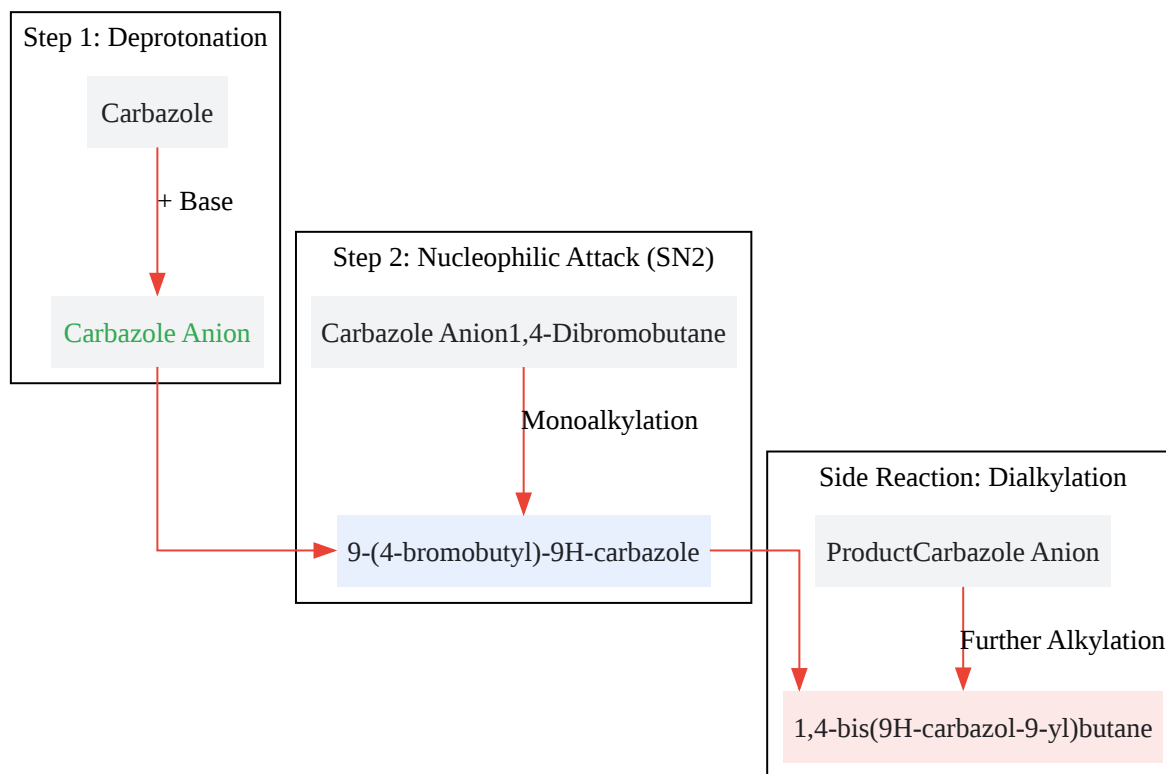 Step 1: Deprotonation
Carbazole
+ Base
Carbazole Anion
Step 2: Nucleophilic Attack (SN2)
Carbazole Anion1,4-Dibromobutane
Monoalkylation
9-(4-bromobutyl)-9H-carbazole
Side Reaction: Dialkylation
ProductCarbazole Anion
Further Alkylation
1,4-bis(9H-carbazol-9-yl)butane